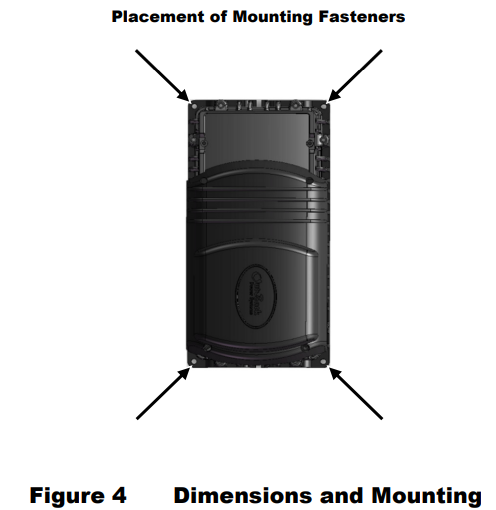 Placement of Mounting Fasteners
Figure 4 Dimensions and Mounting